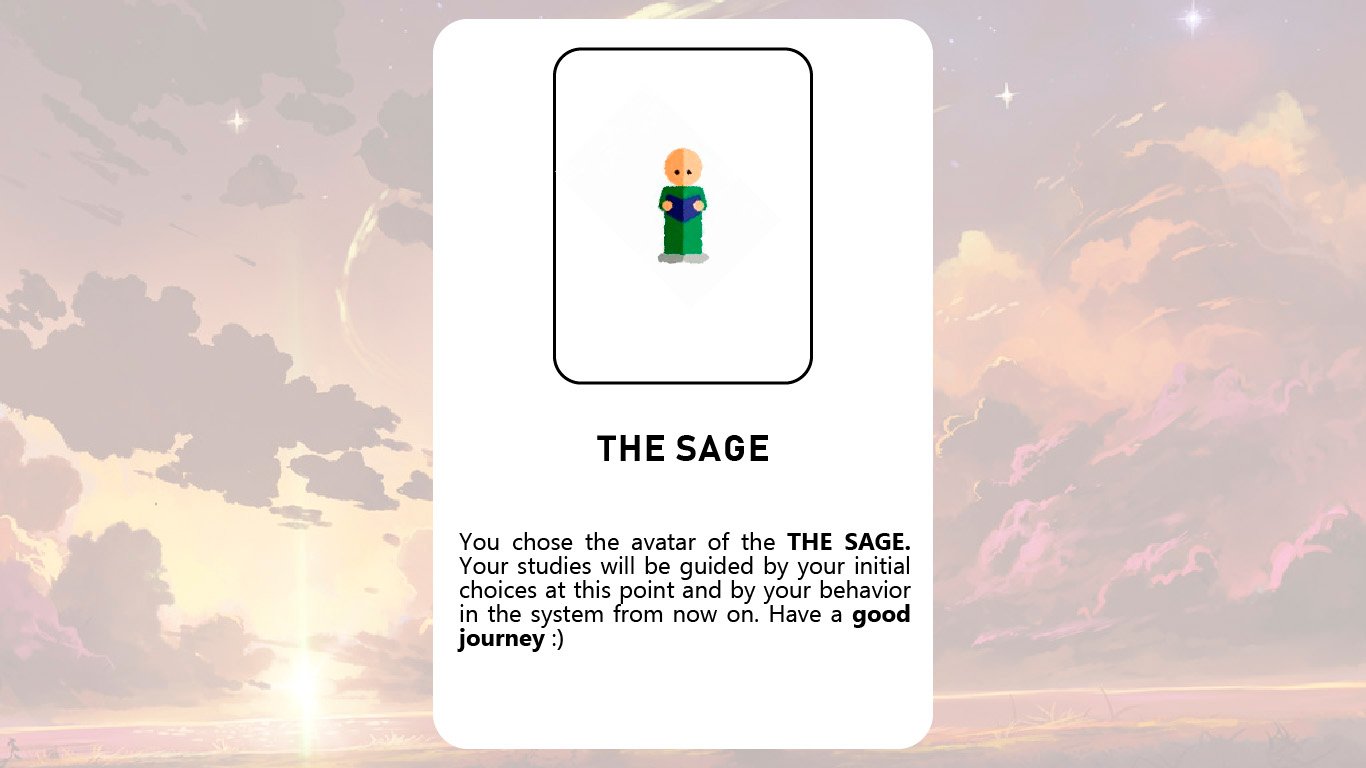 THE SAGE
You chose the avatar of the THE SAGE.
Your studies will be guided by your initial
choices at this point and by your behavior
in the system from now on. Have a good
journey :)